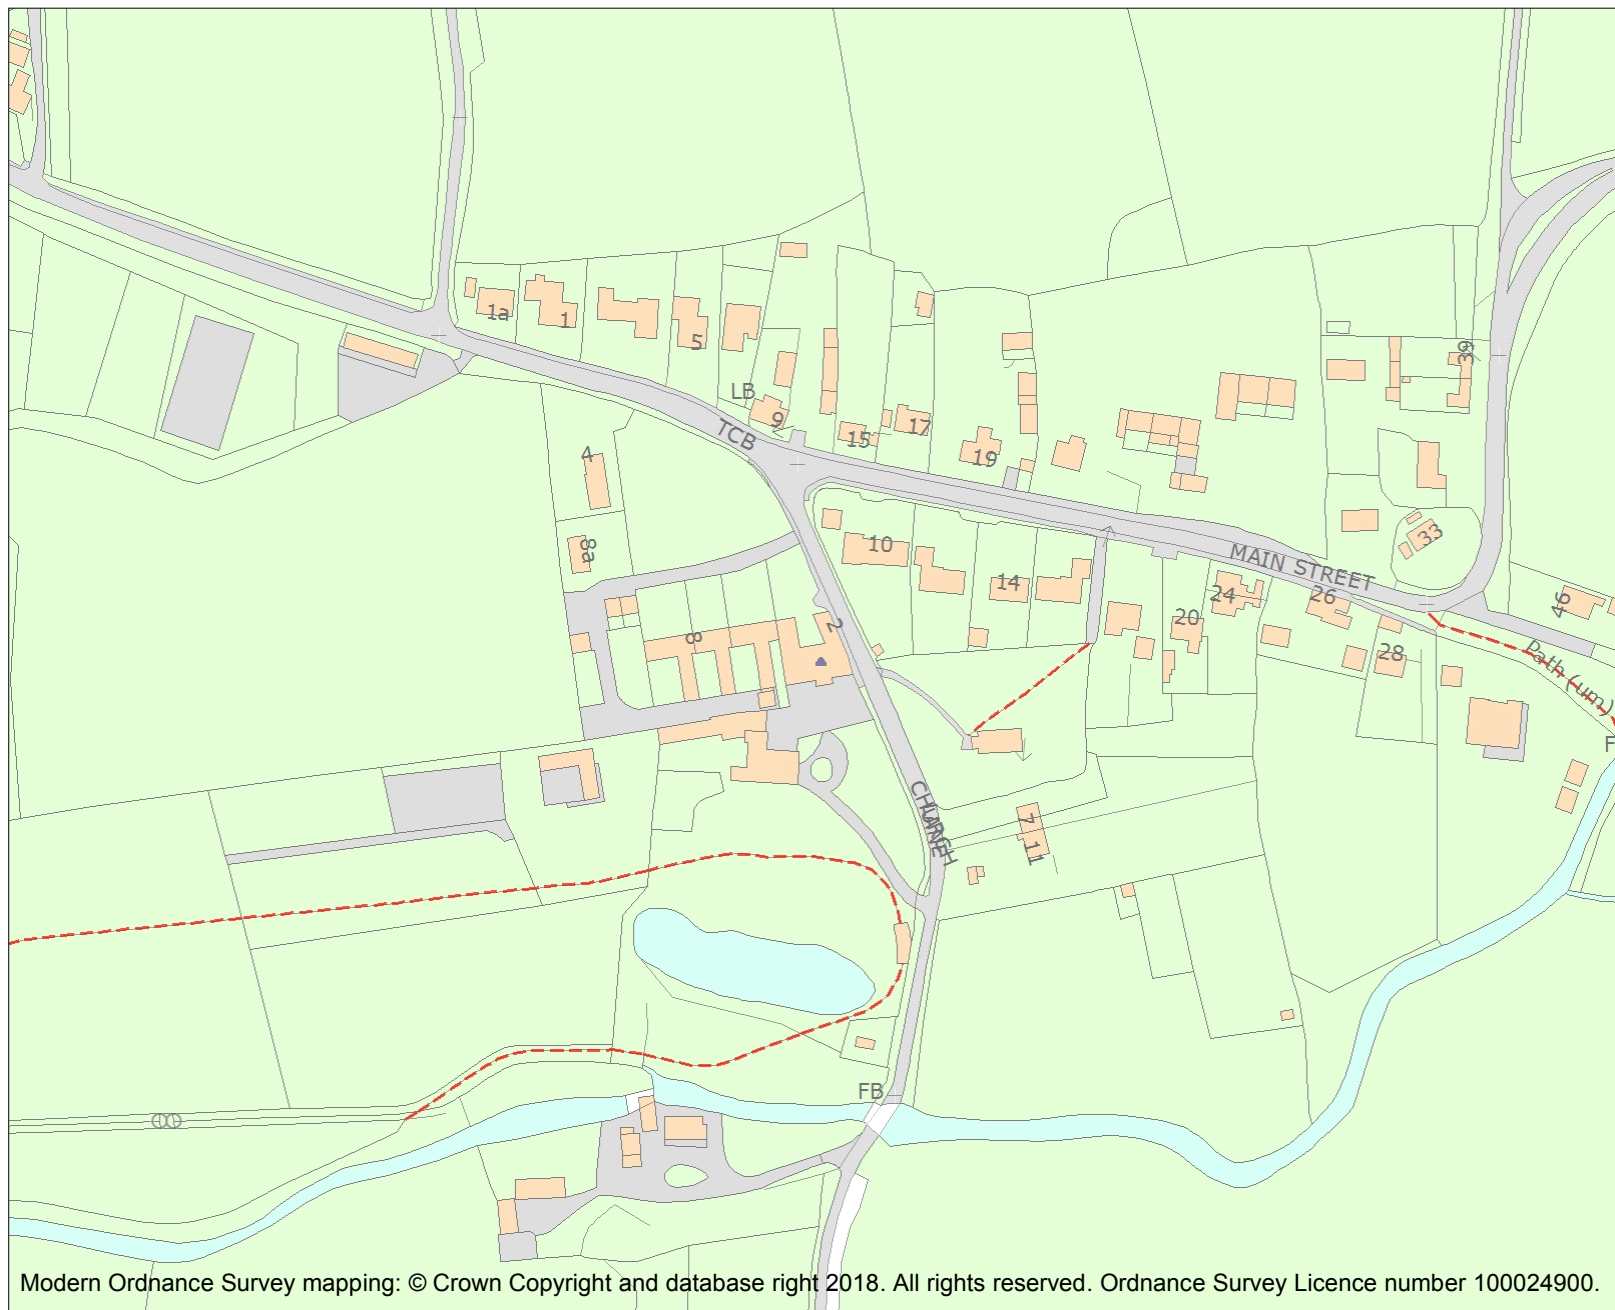 1a
1
5
39
LB
9
TCB
15
17
19
4
33
8a
10
MAIN STREET
14
24
26
46
20
2
8
28
Path (um)
F
CHURCH
LANE
7
11
FB
Modern Ordnance Survey mapping: © Crown Copyright and database right 2018. All rights reserved. Ordnance Survey Licence number 100024900.